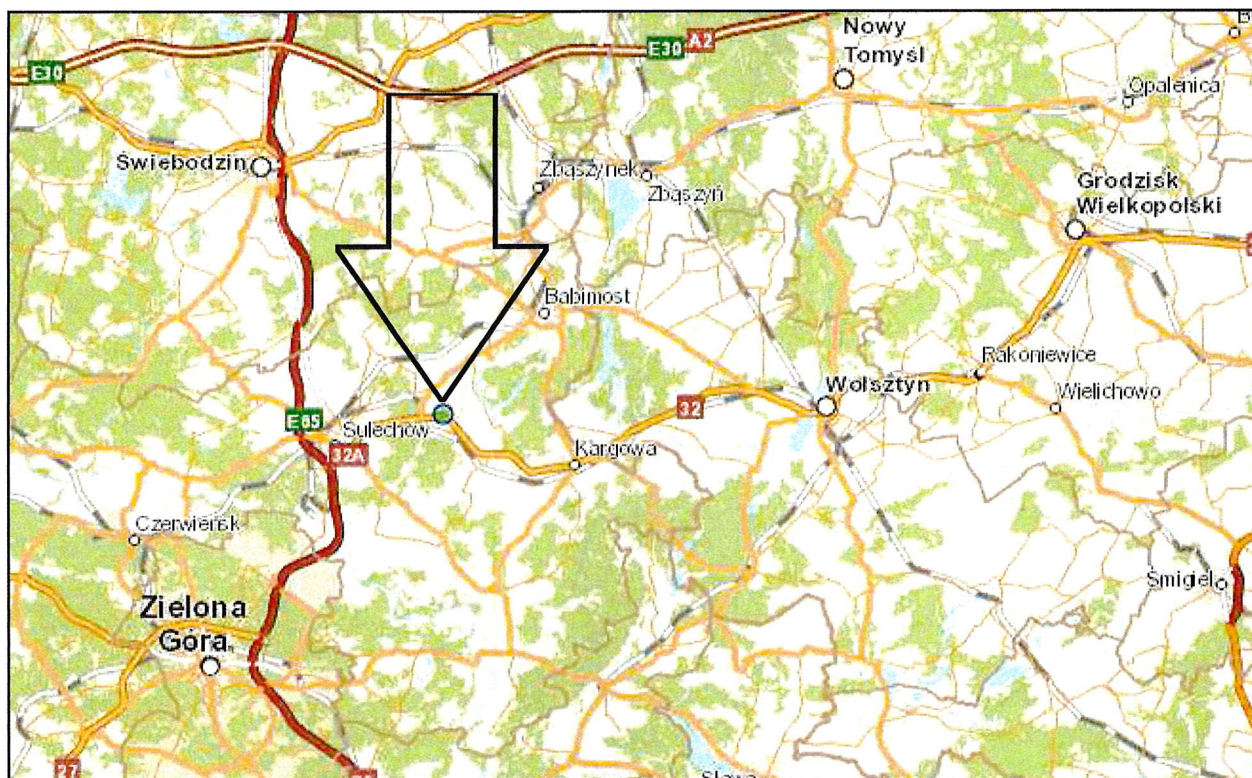 E30
E30
A2
Nowy
Tomyśl
Opalenica
Świebodzin
Zbąszynek
Zbąszyń
Grodzisk
Wielkopolski
Babimost
Rakoniewice
Wolsztyn
Wielichowo
32
E65
Sulechów
32A
Kargowa
Czerwieńsk
Śmigiel
Zielona
Góra
27
Sława